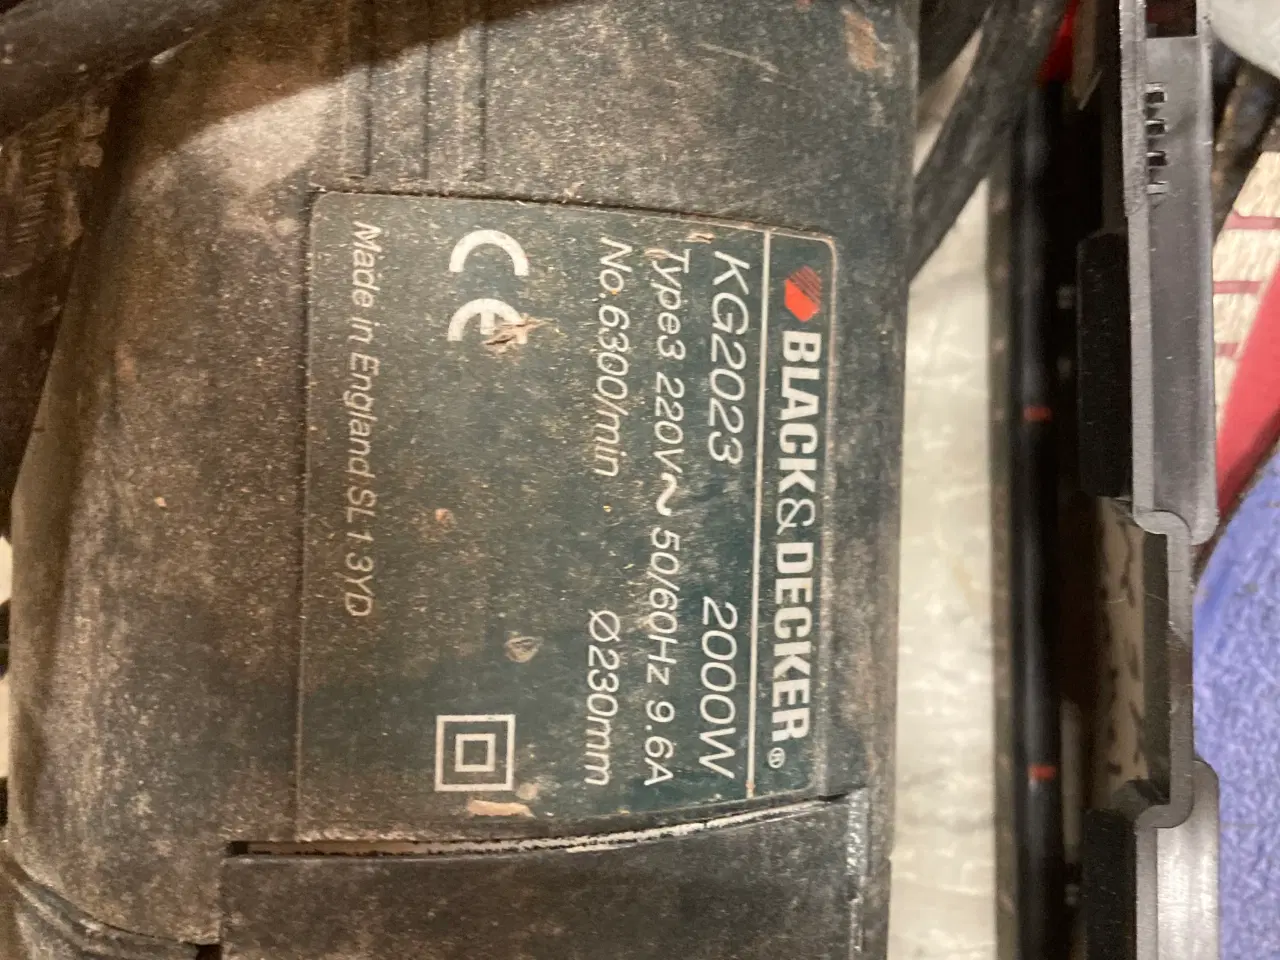 BLACK&DECKER®
KG2023 2000W
Type3 220V~ 50/60Hz 9.6A
No.6300/min Ø230mm
CE
Made in England SL1 3YD